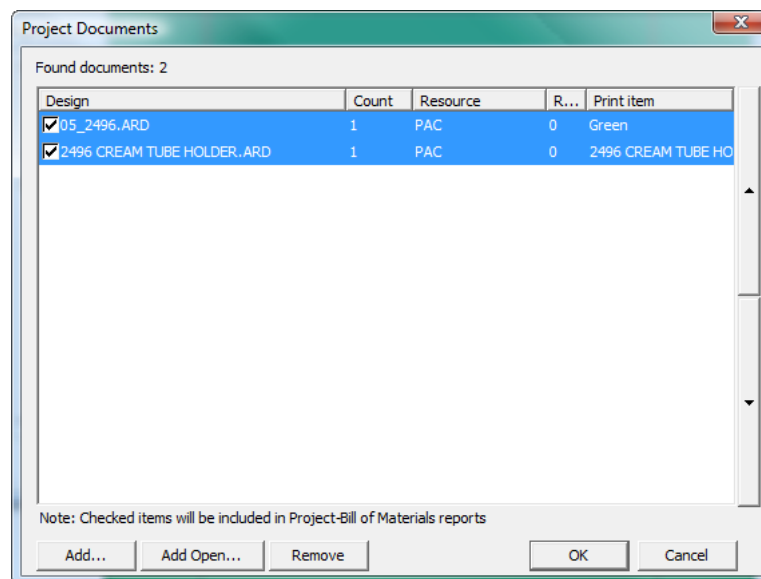 Project Documents
Found documents: 2
Design Count Resource R... Print item
05_2496.ARD 1 PAC 0 Green
2496 CREAM TUBE HOLDER.ARD 1 PAC 0 2496 CREAM TUBE HO
Note: Checked items will be included in Project-Bill of Materials reports
Add... Add Open... Remove OK Cancel